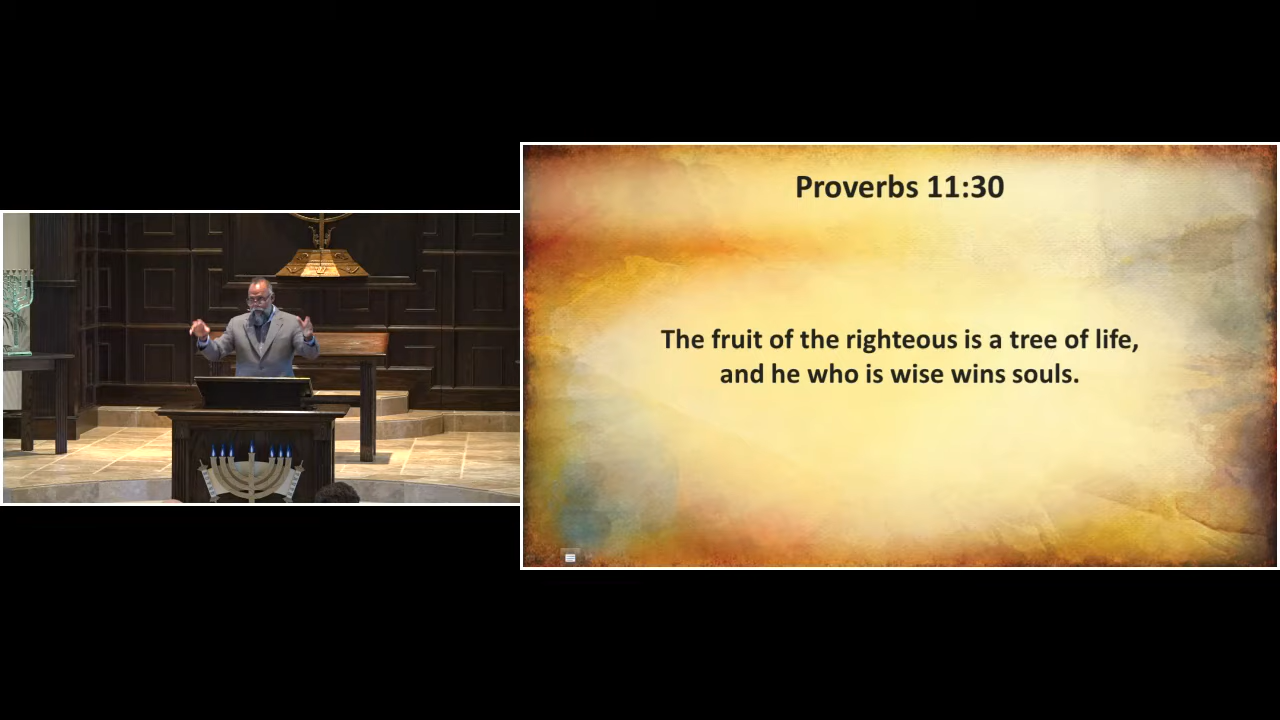 Proverbs 11:30
The fruit of the righteous is a tree of life,
and he who is wise wins souls.